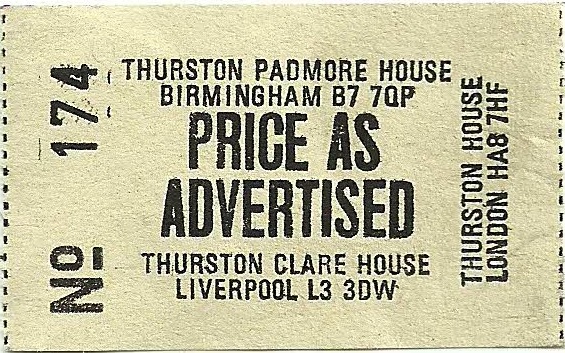 No 174
THURSTON PADMORE HOUSE
BIRMINGHAM B7 7QP
PRICE AS
ADVERTISED
THURSTON CLARE HOUSE
LIVERPOOL L3 3DW
THURSTON HOUSE
LONDON HA8 7HF